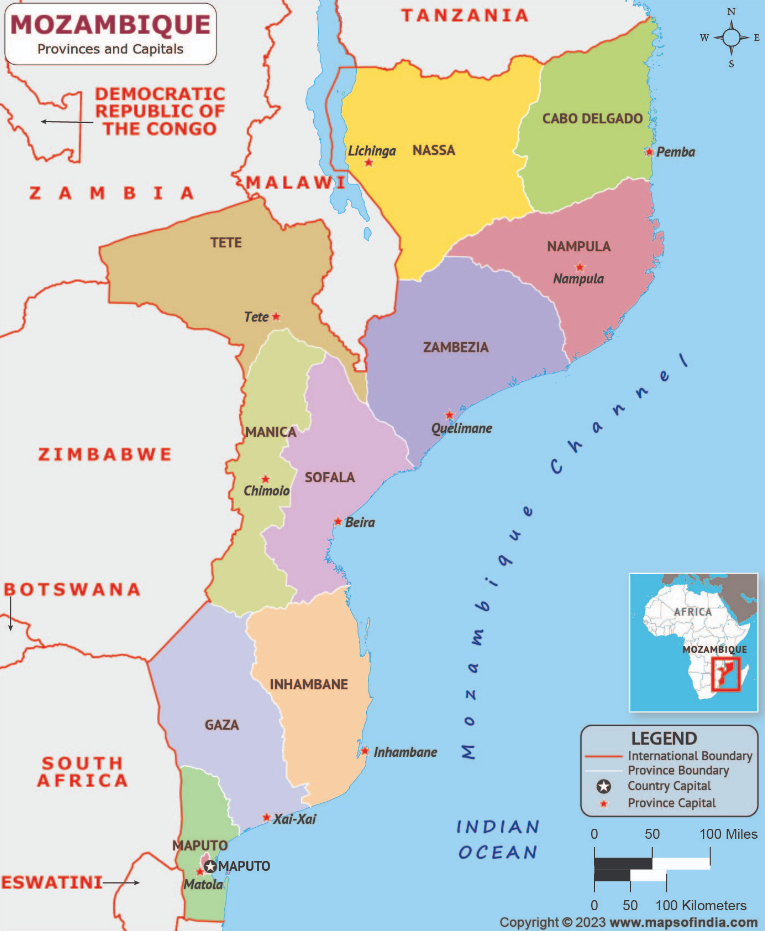 MOZAMBIQUE
Provinces and Capitals
TANZANIA
N
W
E
S
DEMOCRATIC
REPUBLIC OF
THE CONGO
CABO DELGADO
Lichinga
NASSA
Pemba
ZAMBIA
MALAWI
TETE
NAMPULA
Nampula
Tete
ZAMBEZIA
Quelimane
MANICA
ZIMBABWE
SOFALA
Chimoio
Beira
Mozambique Channel
BOTSWANA
AFRICA
MOZAMBIQUE
INHAMBANE
GAZA
Inhambane
SOUTH
AFRICA
LEGEND
International Boundary
Province Boundary
Country Capital
Province Capital
Xai-Xai
INDIAN
OCEAN
MAPUTO
MAPUTO
Matola
ESWATINI
0 50 100 Miles
0 50 100 Kilometers
Copyright © 2023 www.mapsofindia.com